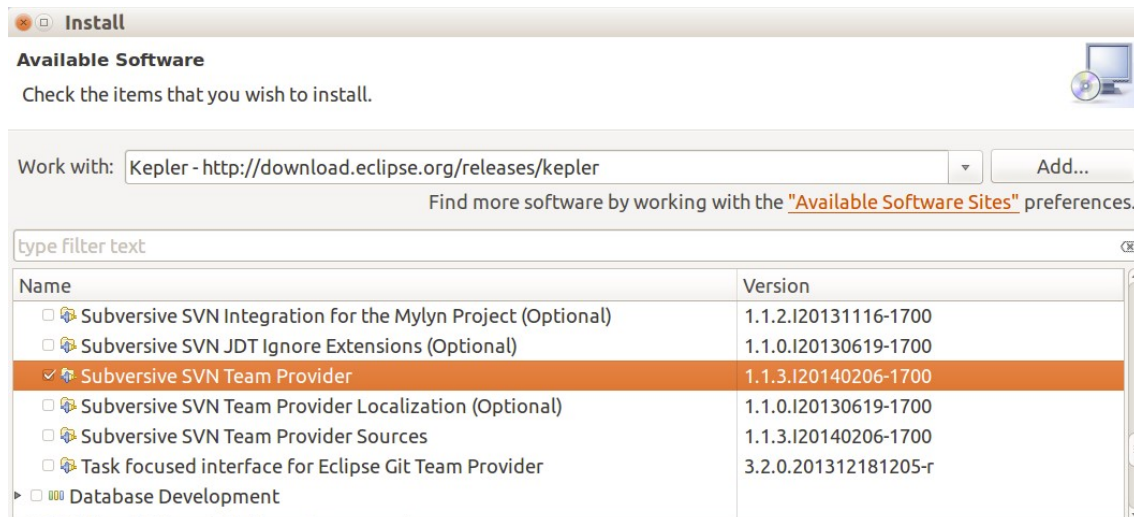 Install
Available Software
Check the items that you wish to install.
Work with: Kepler - http://download.eclipse.org/releases/kepler Add...
Find more software by working with the "Available Software Sites" preferences.
type filter text
Name Version
Subversive SVN Integration for the Mylyn Project (Optional) 1.1.2.I20131116-1700
Subversive SVN JDT Ignore Extensions (Optional) 1.1.0.I20130619-1700
Subversive SVN Team Provider 1.1.3.I20140206-1700
Subversive SVN Team Provider Localization (Optional) 1.1.0.I20130619-1700
Subversive SVN Team Provider Sources 1.1.3.I20140206-1700
Task focused interface for Eclipse Git Team Provider 3.2.0.201312181205-r
Database Development